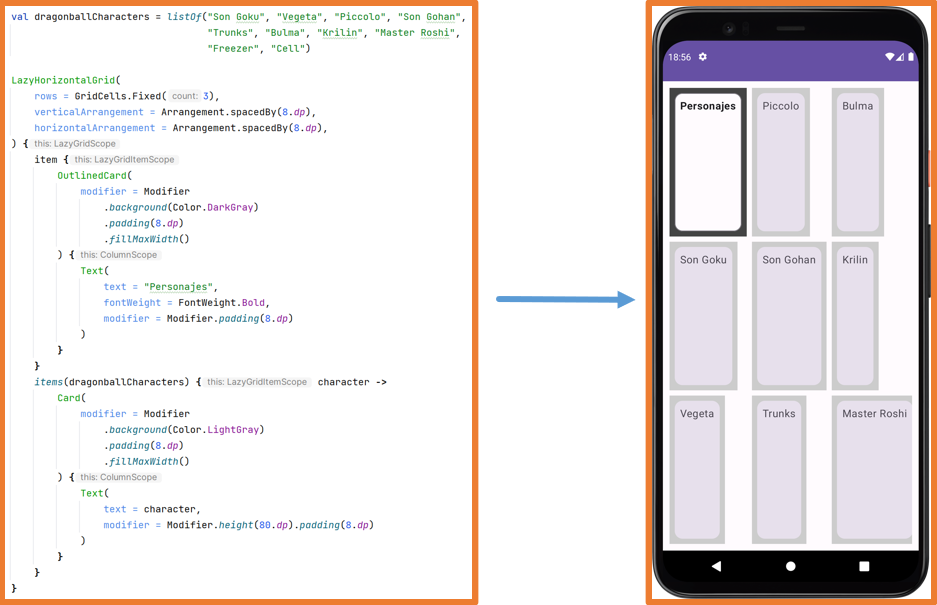 val dragonballCharacters = listOf("Son Goku", "Vegeta", "Piccolo", "Son Gohan",
"Trunks", "Bulma", "Krilin", "Master Roshi",
"Freezer", "Cell")
LazyHorizontalGrid(
rows = GridCells.Fixed( count: 3),
verticalArrangement = Arrangement.spacedBy(8.dp),
horizontalArrangement = Arrangement.spacedBy(8.dp),
) { this: LazyGridScope
item { this: LazyGridItemScope
OutlinedCard(
modifier = Modifier
.background(Color.DarkGray)
.padding(8.dp)
.fillMaxWidth()
) { this: ColumnScope
Text(
text = "Personajes",
fontWeight = FontWeight.Bold,
modifier = Modifier.padding(8.dp)
)
}
}
items(dragonballCharacters) { this: LazyGridItemScope character ->
Card(
modifier = Modifier
.background(Color.LightGray)
.padding(8.dp)
.fillMaxWidth()
) { this: ColumnScope
Text(
text = character,
modifier = Modifier.height(80.dp).padding(8.dp)
)
}
}
}
18:56
Personajes Piccolo Bulma
Son Goku Son Gohan Krilin
Vegeta Trunks Master Roshi